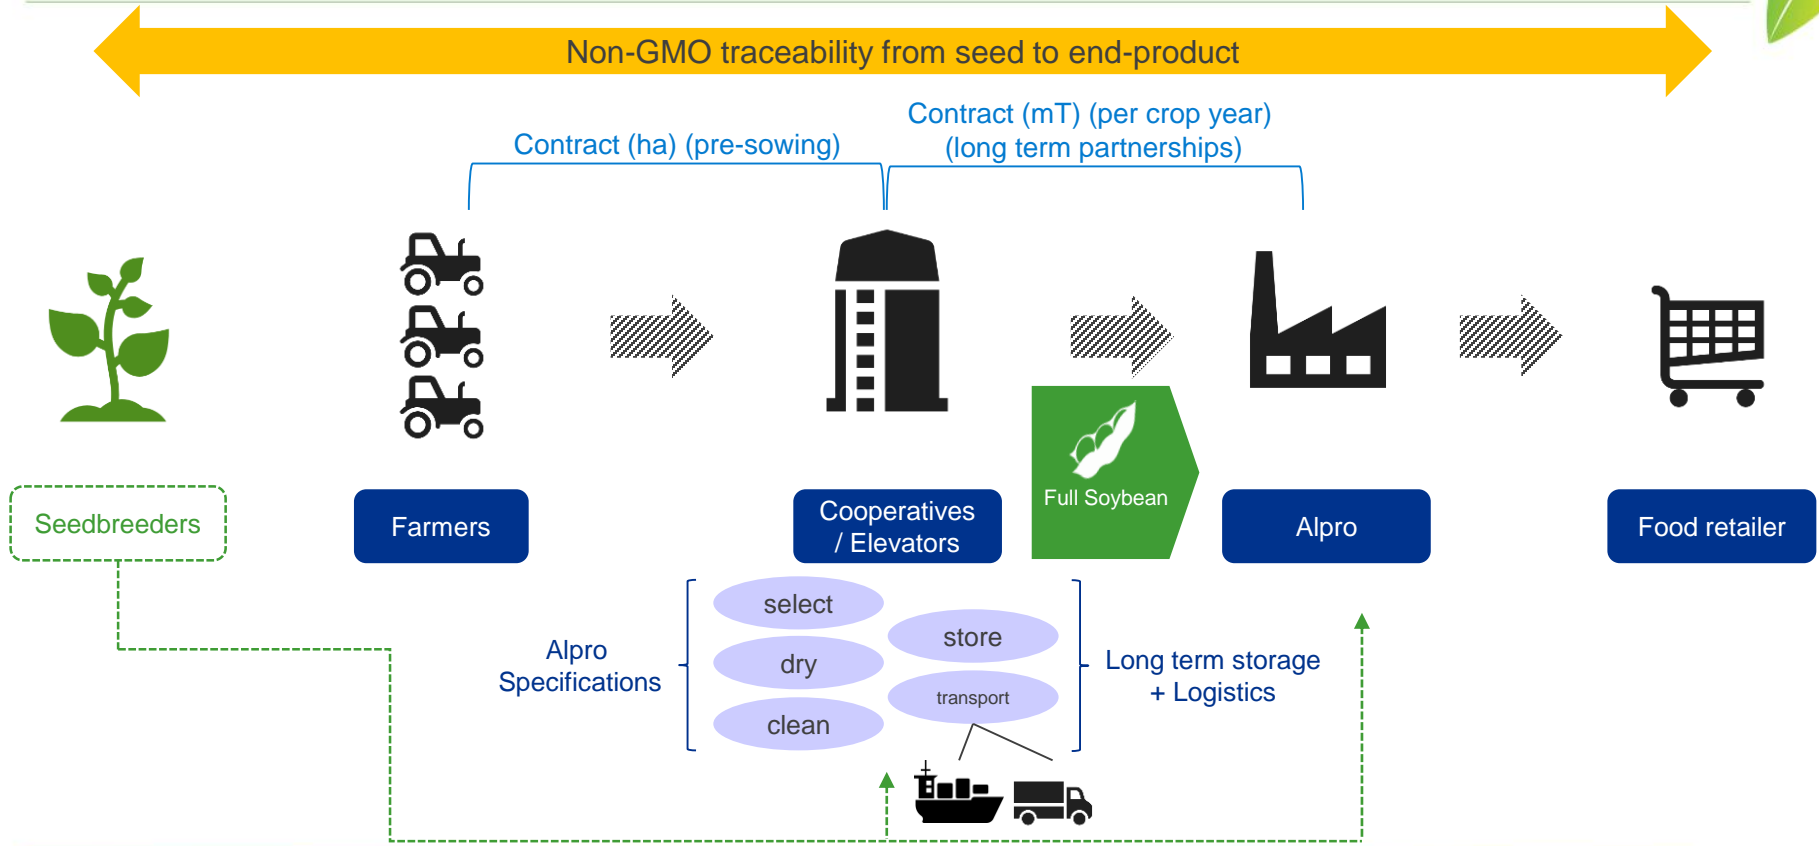 Non-GMO traceability from seed to end-product
Contract (ha) (pre-sowing)
Contract (mT) (per crop year)
(long term partnerships)
Full Soybean
Seedbreeders
Farmers
Cooperatives
/ Elevators
Alpro
Food retailer
Alpro
Specifications
select
dry
clean
store
transport
Long term storage
+ Logistics